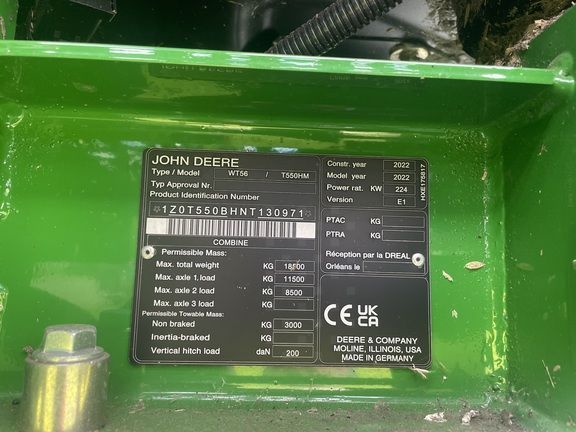 JOHN DEERE
Type / Model WT56 / T550HM
Typ Approval Nr.
Product Identification Number
*1Z0T550BHNT130971*
COMBINE
Permissible Mass:
Max. total weight KG 18500
Max. axle 1.load KG 11500
Max. axle 2 load KG 8500
Max. axle 3 load KG
Permissible Towable Mass:
Non braked KG 3000
Inertia-braked KG
Vertical hitch load daN 200
Constr. year 2022
Model year 2022
Power rat. KW 224
Version E1
HXE175817
PTAC KG
PTRA KG
Réception par la DREAL
Orléans le
CE UK
CA
DEERE & COMPANY
MOLINE, ILLINOIS, USA
MADE IN GERMANY